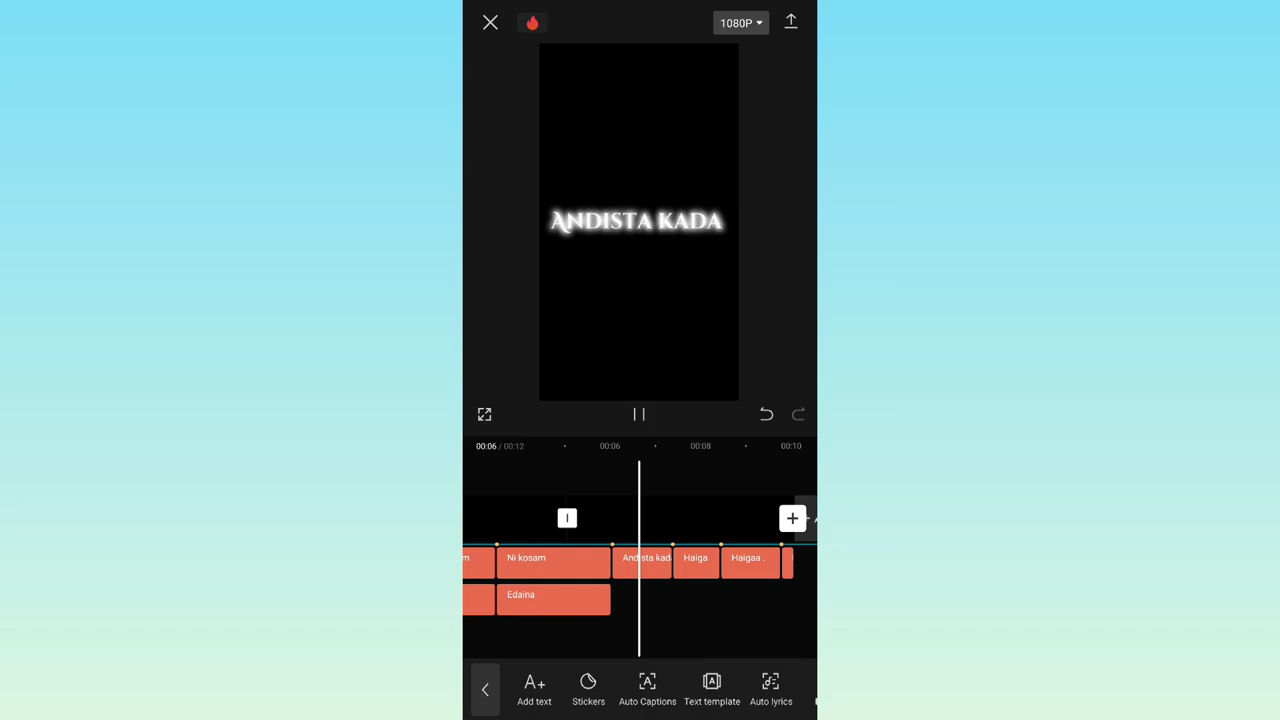 1080P
Andista kada
00:06 / 00:12
00:06
00:08
00:10
m
Ni kosam
Andista kad
Haiga
Haigaa .
Edaina
Add text
Stickers
Auto Captions
Text template
Auto lyrics